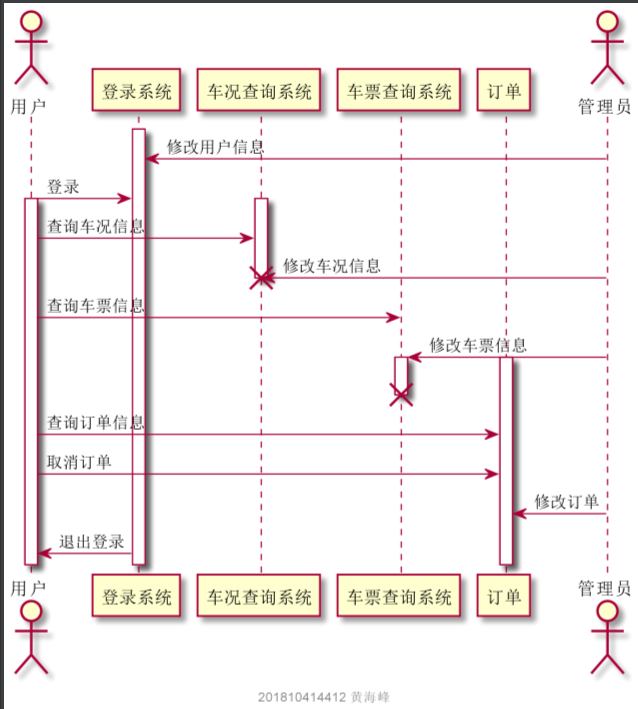 用户
登录系统
车况查询系统
车票查询系统
订单
管理员
修改用户信息
登录
查询车况信息
修改车况信息
查询车票信息
修改车票信息
查询订单信息
取消订单
修改订单
退出登录
用户
登录系统
车况查询系统
车票查询系统
订单
管理员
201810414412 黄海峰